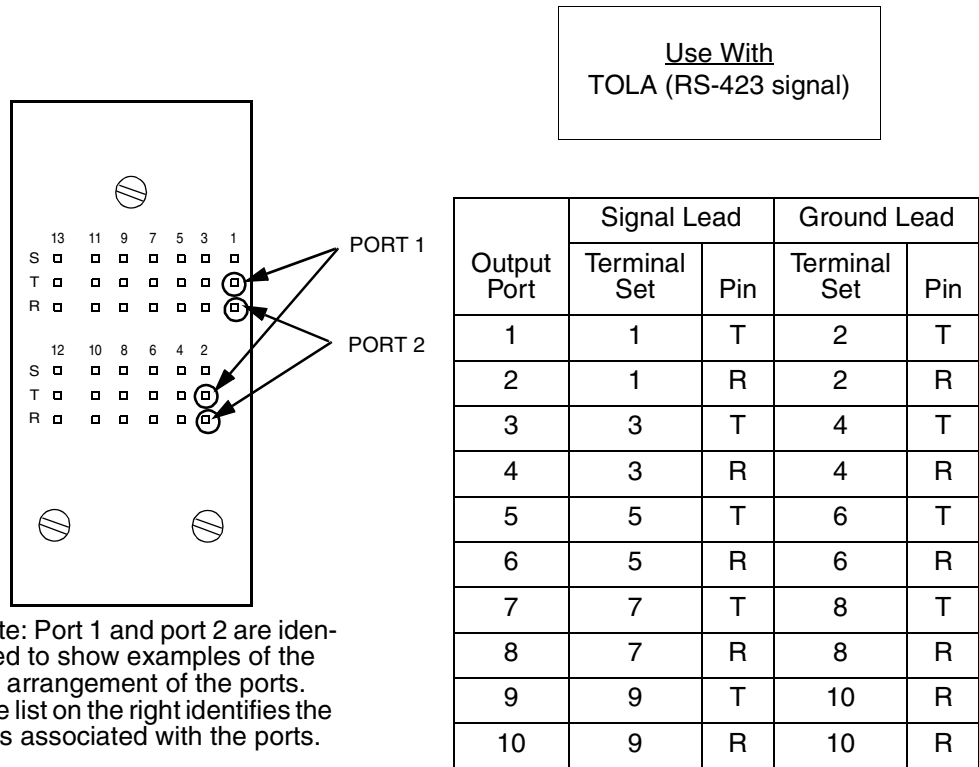 Use With
TOLA (RS-423 signal)
13 11 9 7 5 3 1
S
T
R
PORT 1
PORT 2
12 10 8 6 4 2
S
T
R
te: Port 1 and port 2 are iden-
ed to show examples of the
arrangement of the ports.
e list on the right identifies the
s associated with the ports.
Signal Lead Ground Lead
Output Port Terminal Set Pin Terminal Set Pin
1 1 T 2 T
2 1 R 2 R
3 3 T 4 T
4 3 R 4 R
5 5 T 6 T
6 5 R 6 R
7 7 T 8 T
8 7 R 8 R
9 9 T 10 R
10 9 R 10 R